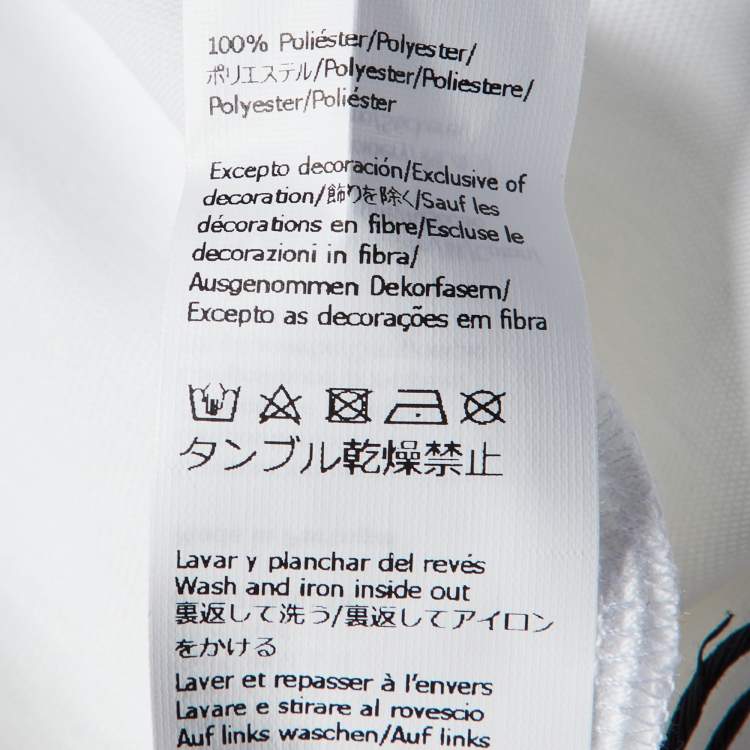 100% Poliéster/Polyester/
ポリエステル/Polyester/Poliestere/
Polyester/Poliéster
Excepto decoración/Exclusive of
decoration/飾りを除く/Sauf les
décorations en fibre/Escluse le
decorazioni in fibra/
Ausgenommen Dekorfasern/
Excepto as decorações em fibra
タンブル乾燥禁止
Lavar y planchar del revés
Wash and iron inside out
裏返して洗う/裏返してアイロン
をかける
Laver et repasser à l'envers
Lavare e stirare al rovescio
Auf links waschen/Auf links